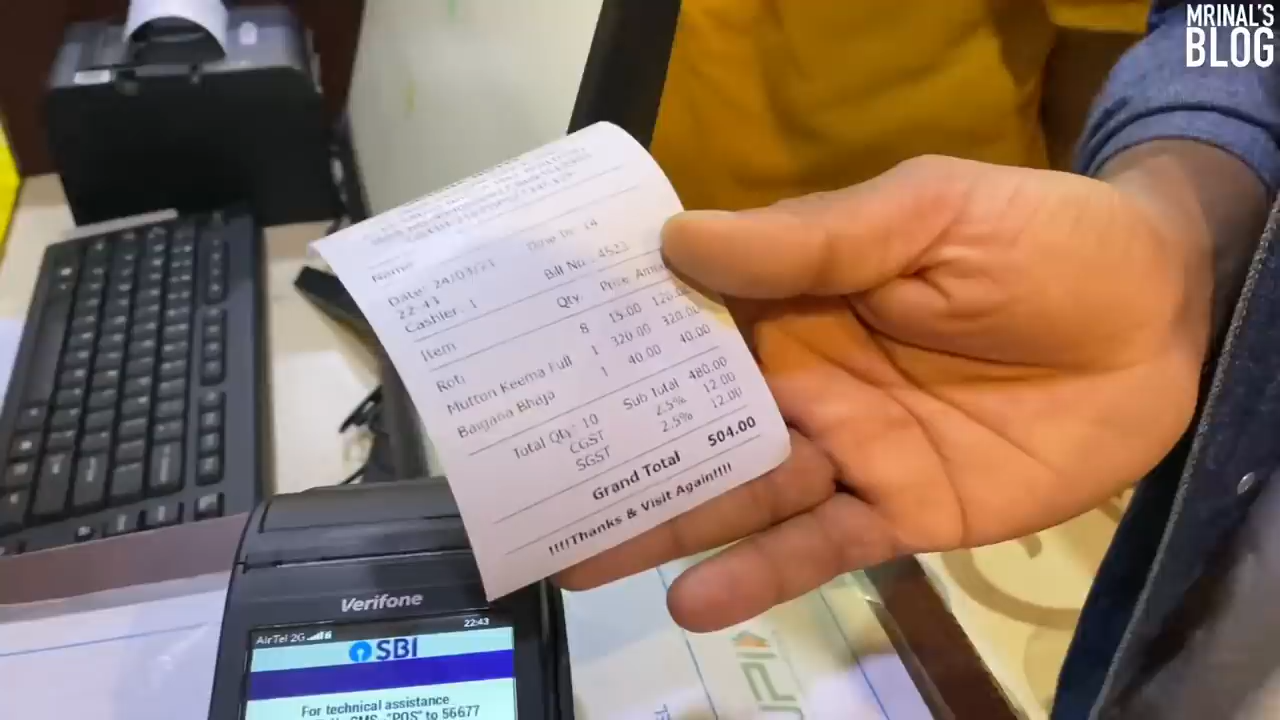 MRINAL'S
BLOG
Name
Date: 24/03/21
22:43
Cashier: 1
Dine In: 14
Bill No.: 4523
Item Qty Price
Roti 8 15.00
Mutton Keema Full 1 320.00 320.00
Baigana Bhaja 1 40.00 40.00
Total Qty: 10 Sub Total 480.00
CGST 2.5% 12.00
SGST 2.5% 12.00
Grand Total 504.00
!!!!Thanks & Visit Again!!!!
Verifone
AirTel 2G 22:43
SBI
For technical assistance
SMS -"POS" to 56677
UPI